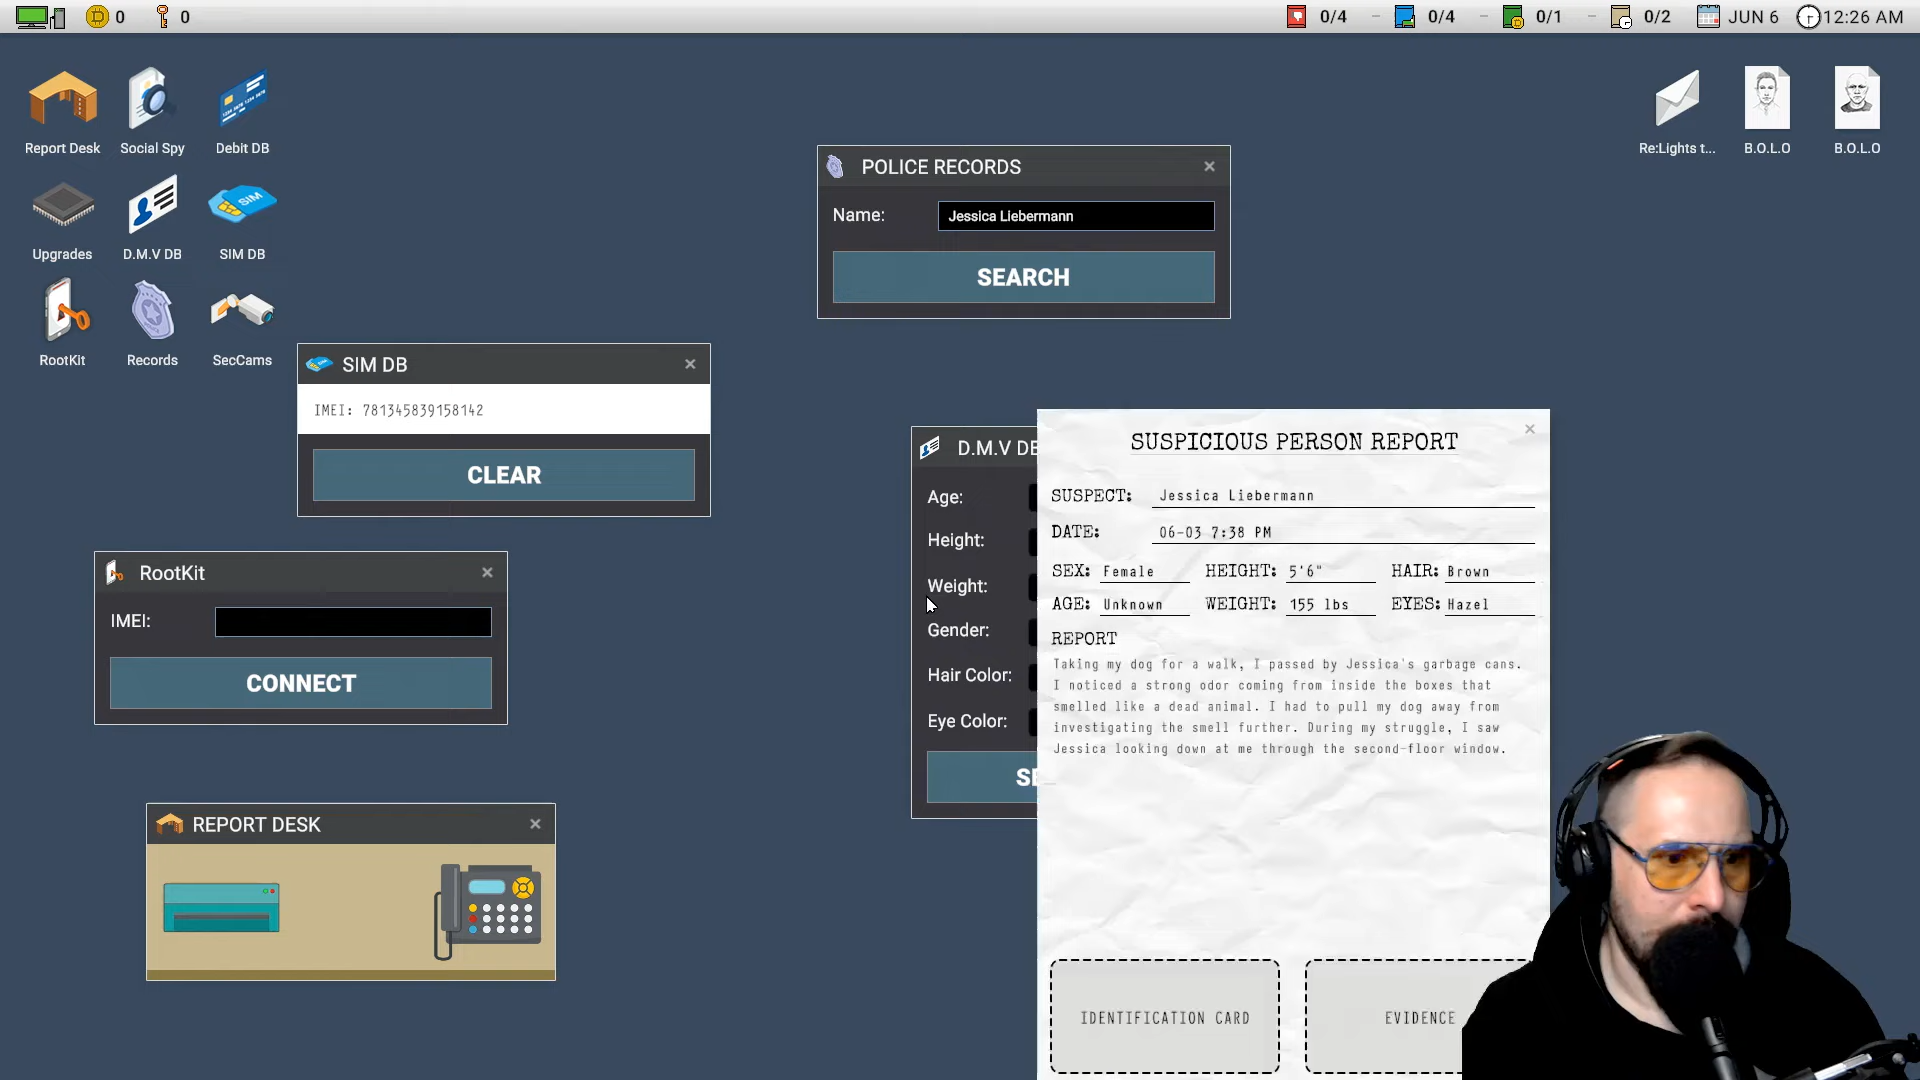 0
0
0/4
0/4
0/1
0/2
JUN 6
12:26 AM
Report Desk
Social Spy
Debit DB
Upgrades
D.M.V DB
SIM DB
SIM
RootKit
Records
SecCams
Re:Lights t...
B.O.L.O
B.O.L.O
POLICE RECORDS
Name:
Jessica Liebermann
SEARCH
SIM DB
IMEI: 781345839158142
CLEAR
RootKit
IMEI:
CONNECT
REPORT DESK
D.M.V DB
Age:
Height:
Weight:
Gender:
Hair Color:
Eye Color:
SUSPICIOUS PERSON REPORT
SUSPECT: Jessica Liebermann
DATE: 06-03 7:38 PM
SEX: Female HEIGHT: 5'6" HAIR: Brown
AGE: Unknown WEIGHT: 155 lbs EYES: Hazel
REPORT
Taking my dog for a walk, I passed by Jessica's garbage cans.
I noticed a strong odor coming from inside the boxes that
smelled like a dead animal. I had to pull my dog away from
investigating the smell further. During my struggle, I saw
Jessica looking down at me through the second-floor window.
IDENTIFICATION CARD
EVIDENCE